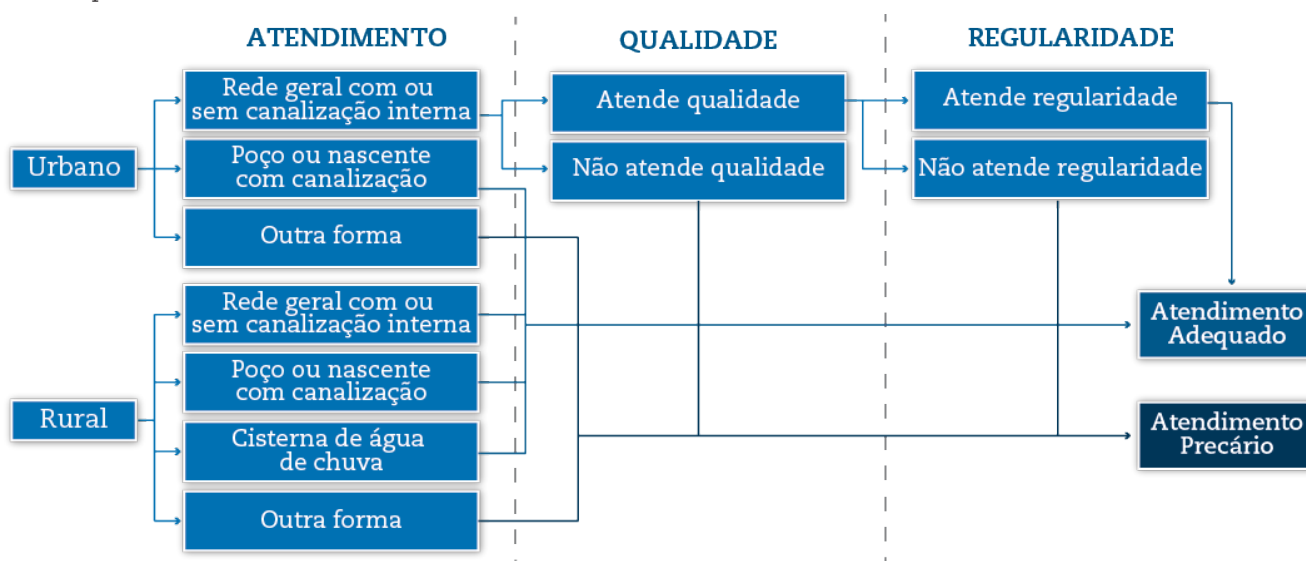 ATENDIMENTO
QUALIDADE
REGULARIDADE
Urbano
Rede geral com ou
sem canalização interna
Poço ou nascente
com canalização
Outra forma
Atende qualidade
Não atende qualidade
Atende regularidade
Não atende regularidade
Rural
Rede geral com ou
sem canalização interna
Poço ou nascente
com canalização
Cisterna de água
de chuva
Outra forma
Atendimento
Adequado
Atendimento
Precário